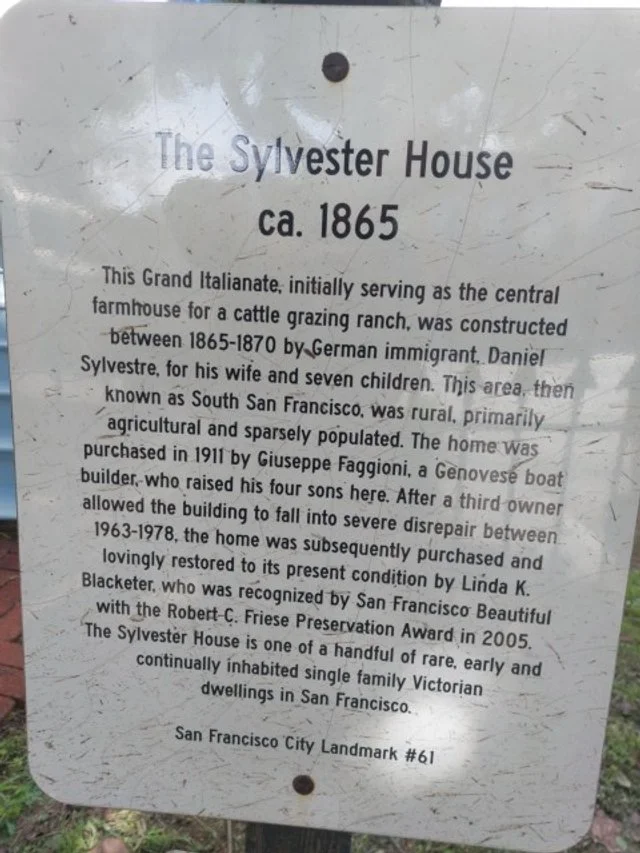 The Sylvester House
ca. 1865
This Grand Italianate, initially serving as the central
farmhouse for a cattle grazing ranch, was constructed
between 1865-1870 by German immigrant, Daniel
Sylvestre, for his wife and seven children. This area, then
known as South San Francisco, was rural, primarily
agricultural and sparsely populated. The home was
purchased in 1911 by Giuseppe Faggioni, a Genovese boat
builder, who raised his four sons here. After a third owner
allowed the building to fall into severe disrepair between
1963-1978, the home was subsequently purchased and
lovingly restored to its present condition by Linda K.
Blacketer, who was recognized by San Francisco Beautiful
with the Robert C. Friese Preservation Award in 2005.
The Sylvester House is one of a handful of rare, early and
continually inhabited single family Victorian
dwellings in San Francisco.
San Francisco City Landmark #61